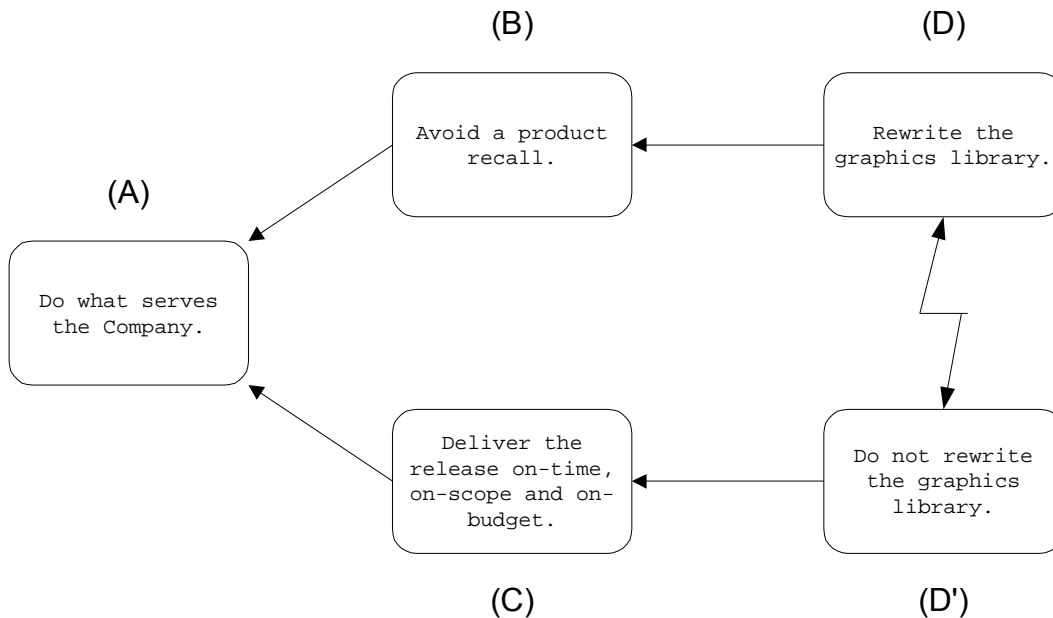 (B)
(D)
Avoid a product
recall.
Rewrite the
graphics library.
(A)
Do what serves
the Company.
Deliver the
release on-time,
on-scope and on-
budget.
Do not rewrite
the graphics
library.
(C)
(D')